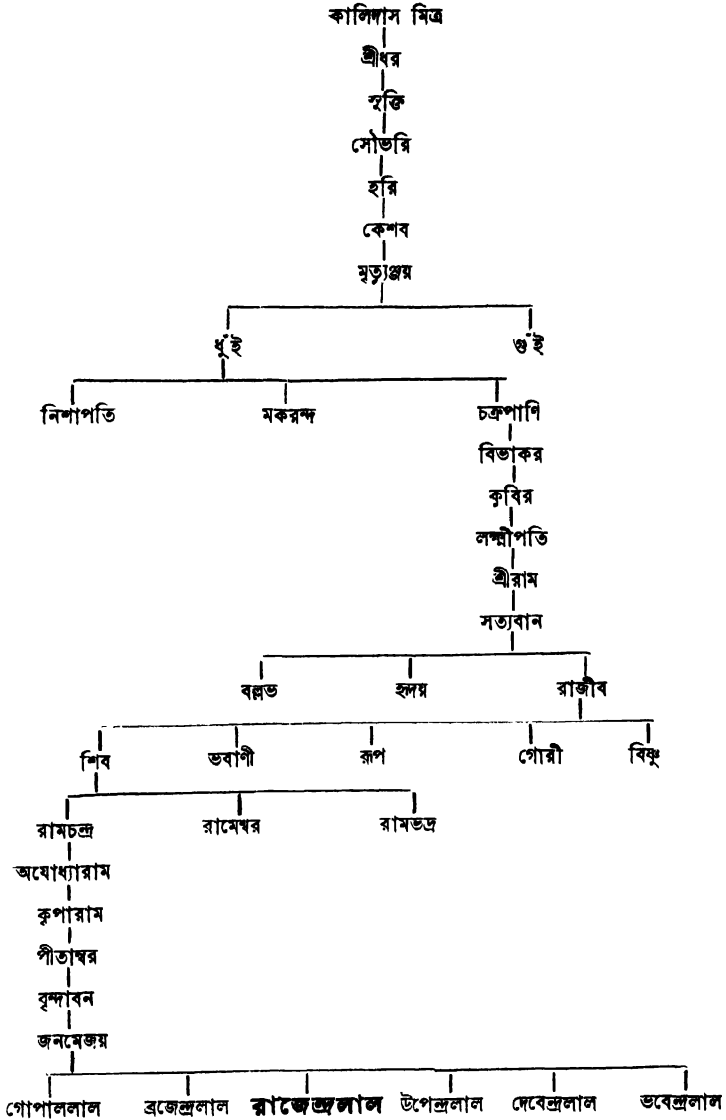 কালিদাস মিত্র
শ্রীধর
সুক্তি
সৌভরি
হরি
কেশব
মৃত্যুঞ্জয়
ধুঁই গুঁই
নিশাপতি মকরন্দ চক্রপাণি
বিভাকর
কুবির
লক্ষ্মীপতি
শ্রীরাম
সত্যবান
বল্লভ হৃদয় রাজীব
শিব ভবাণী রূপ গৌরী বিষ্ণু
রামচন্দ্র রামেশ্বর রামভদ্র
অযোধ্যারাম
কৃপারাম
পীতাম্বর
বৃন্দাবন
জনমেজয়
গোপাললাল ব্রজেন্দ্রলাল রাজেন্দ্রলাল উপেন্দ্রলাল দেবেন্দ্রলাল ভবেন্দ্রলাল